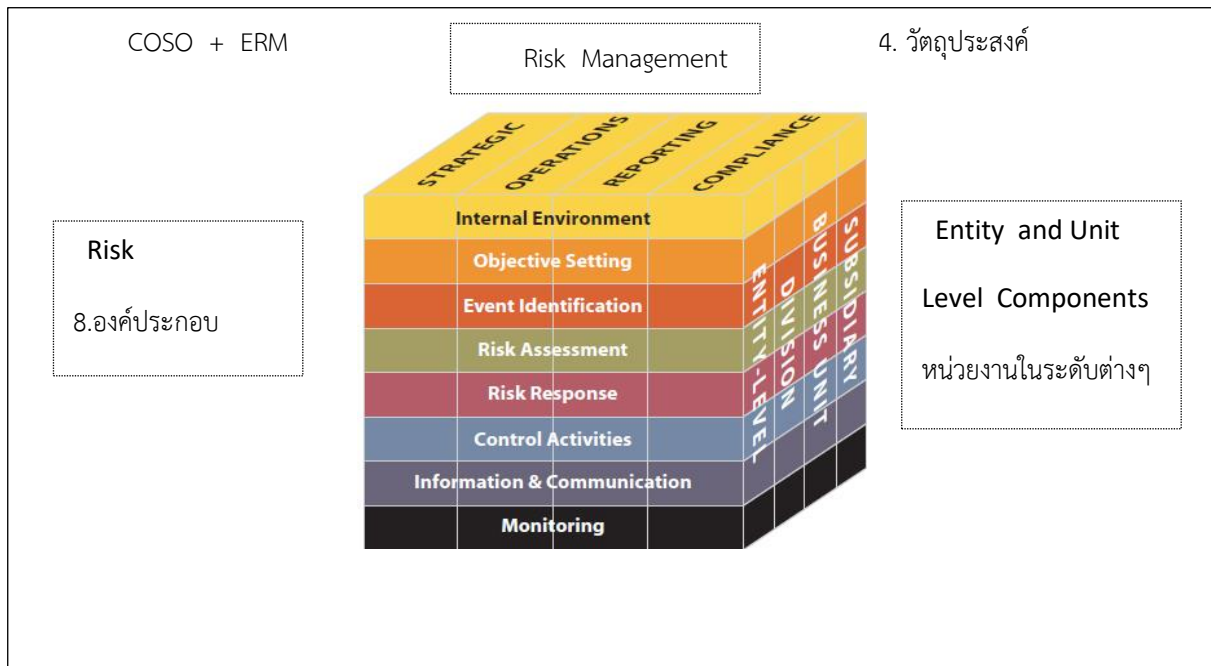 COSO + ERM
Risk Management
4. วัตถุประสงค์
STRATEGIC
OPERATIONS
REPORTING
COMPLIANCE
Internal Environment
Objective Setting
Event Identification
Risk Assessment
Risk Response
Control Activities
Information & Communication
Monitoring
ENTITY-LEVEL
DIVISION
BUSINESS UNIT
SUBSIDIARY
Risk
8.องค์ประกอบ
Entity and Unit
Level Components
หน่วยงานในระดับต่างๆ